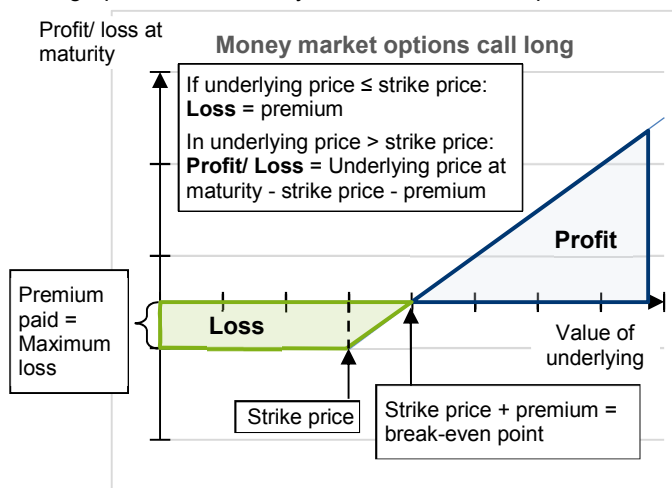 Profit/ loss at
maturity
Money market options call long
If underlying price ≤ strike price:
Loss = premium
In underlying price > strike price:
Profit/ Loss = Underlying price at
maturity - strike price - premium
Profit
Premium
paid =
Maximum
loss
Loss
Value of
underlying
Strike price
Strike price + premium =
break-even point